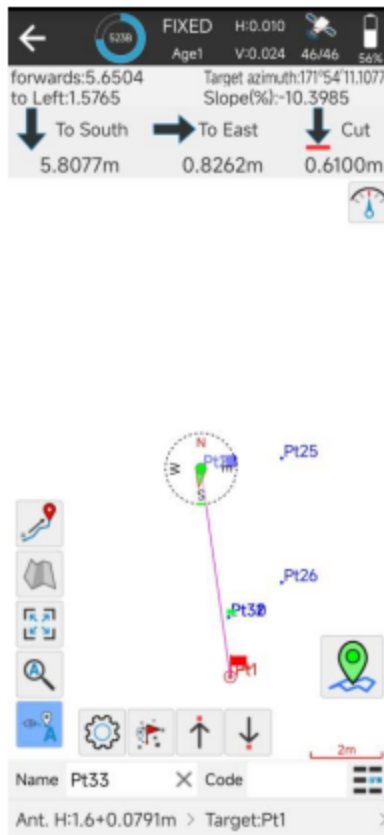 523B FIXED H:0.010
Age1 V:0.024 46/46 56%
forwards:5.6504 Target azimuth:171°54'11.1077
to Left:1.5765 Slope(%):-10.3985
To South To East Cut
5.8077m 0.8262m 0.6100m
Pt25
N
W E
S
Pt26
Pt1
2m
Name Pt33 Code
Ant. H:1.6+0.0791m > Target:Pt1 >